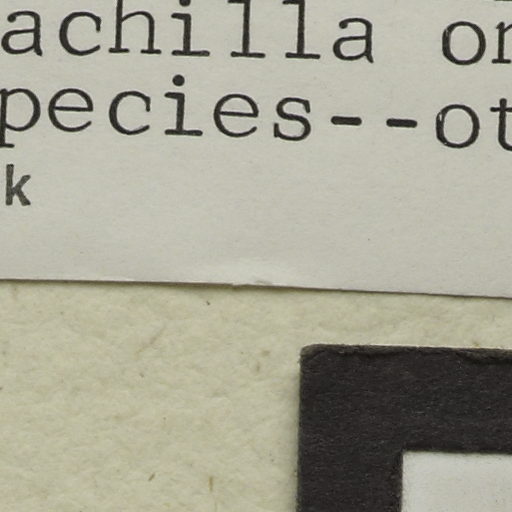 achilla or
pecies--ot
k